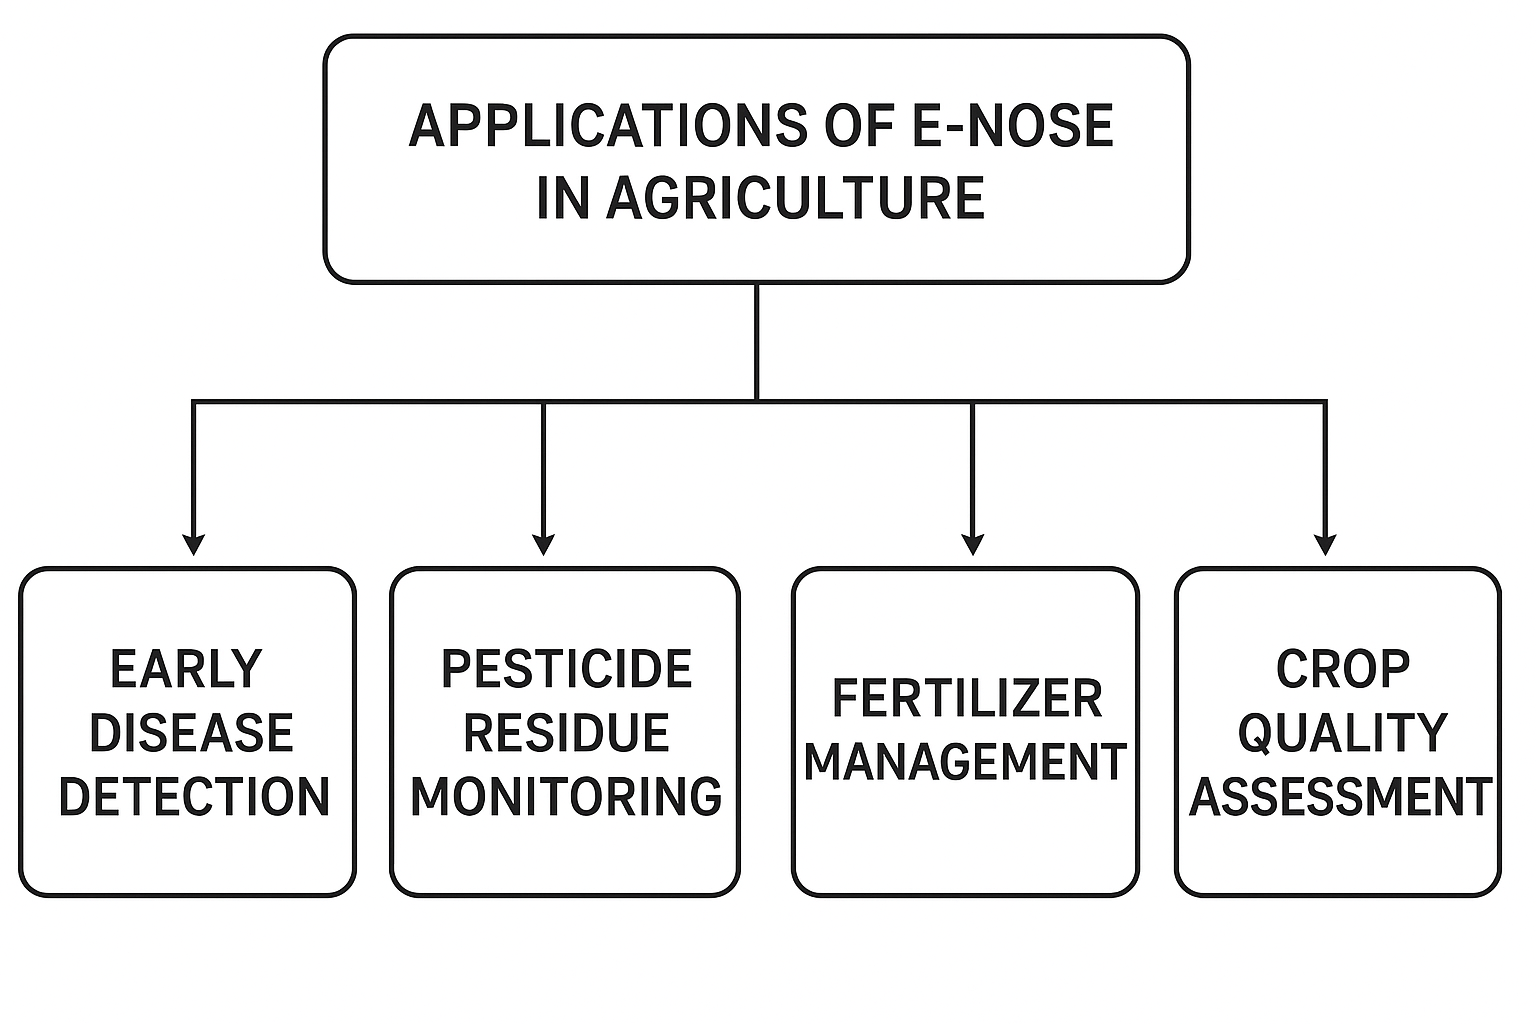 APPLICATIONS OF E-NOSE
IN AGRICULTURE
EARLY
DISEASE
DETECTION
PESTICIDE
RESIDUE
MONITORING
FERTILIZER
MANAGEMENT
CROP
QUALITY
ASSESSMENT